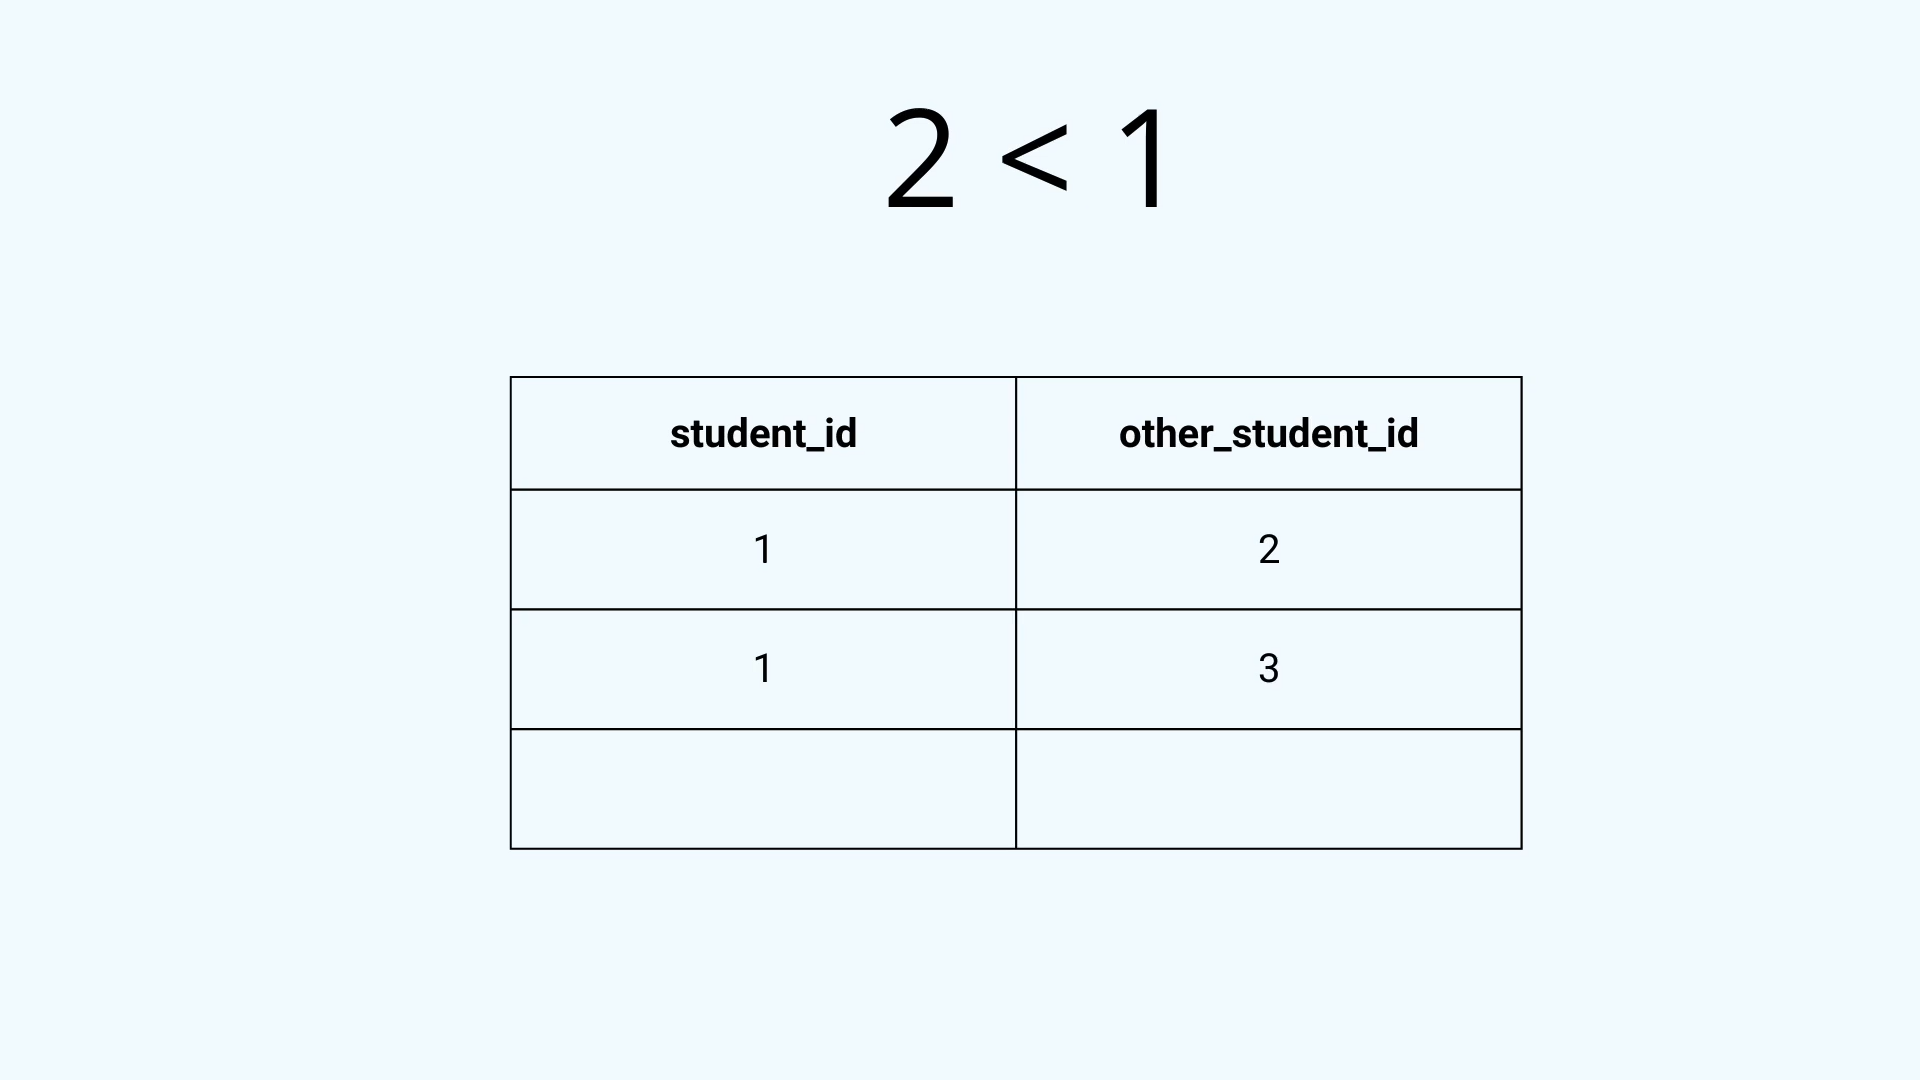 2 < 1
student_id other_student_id
1 2
1 3